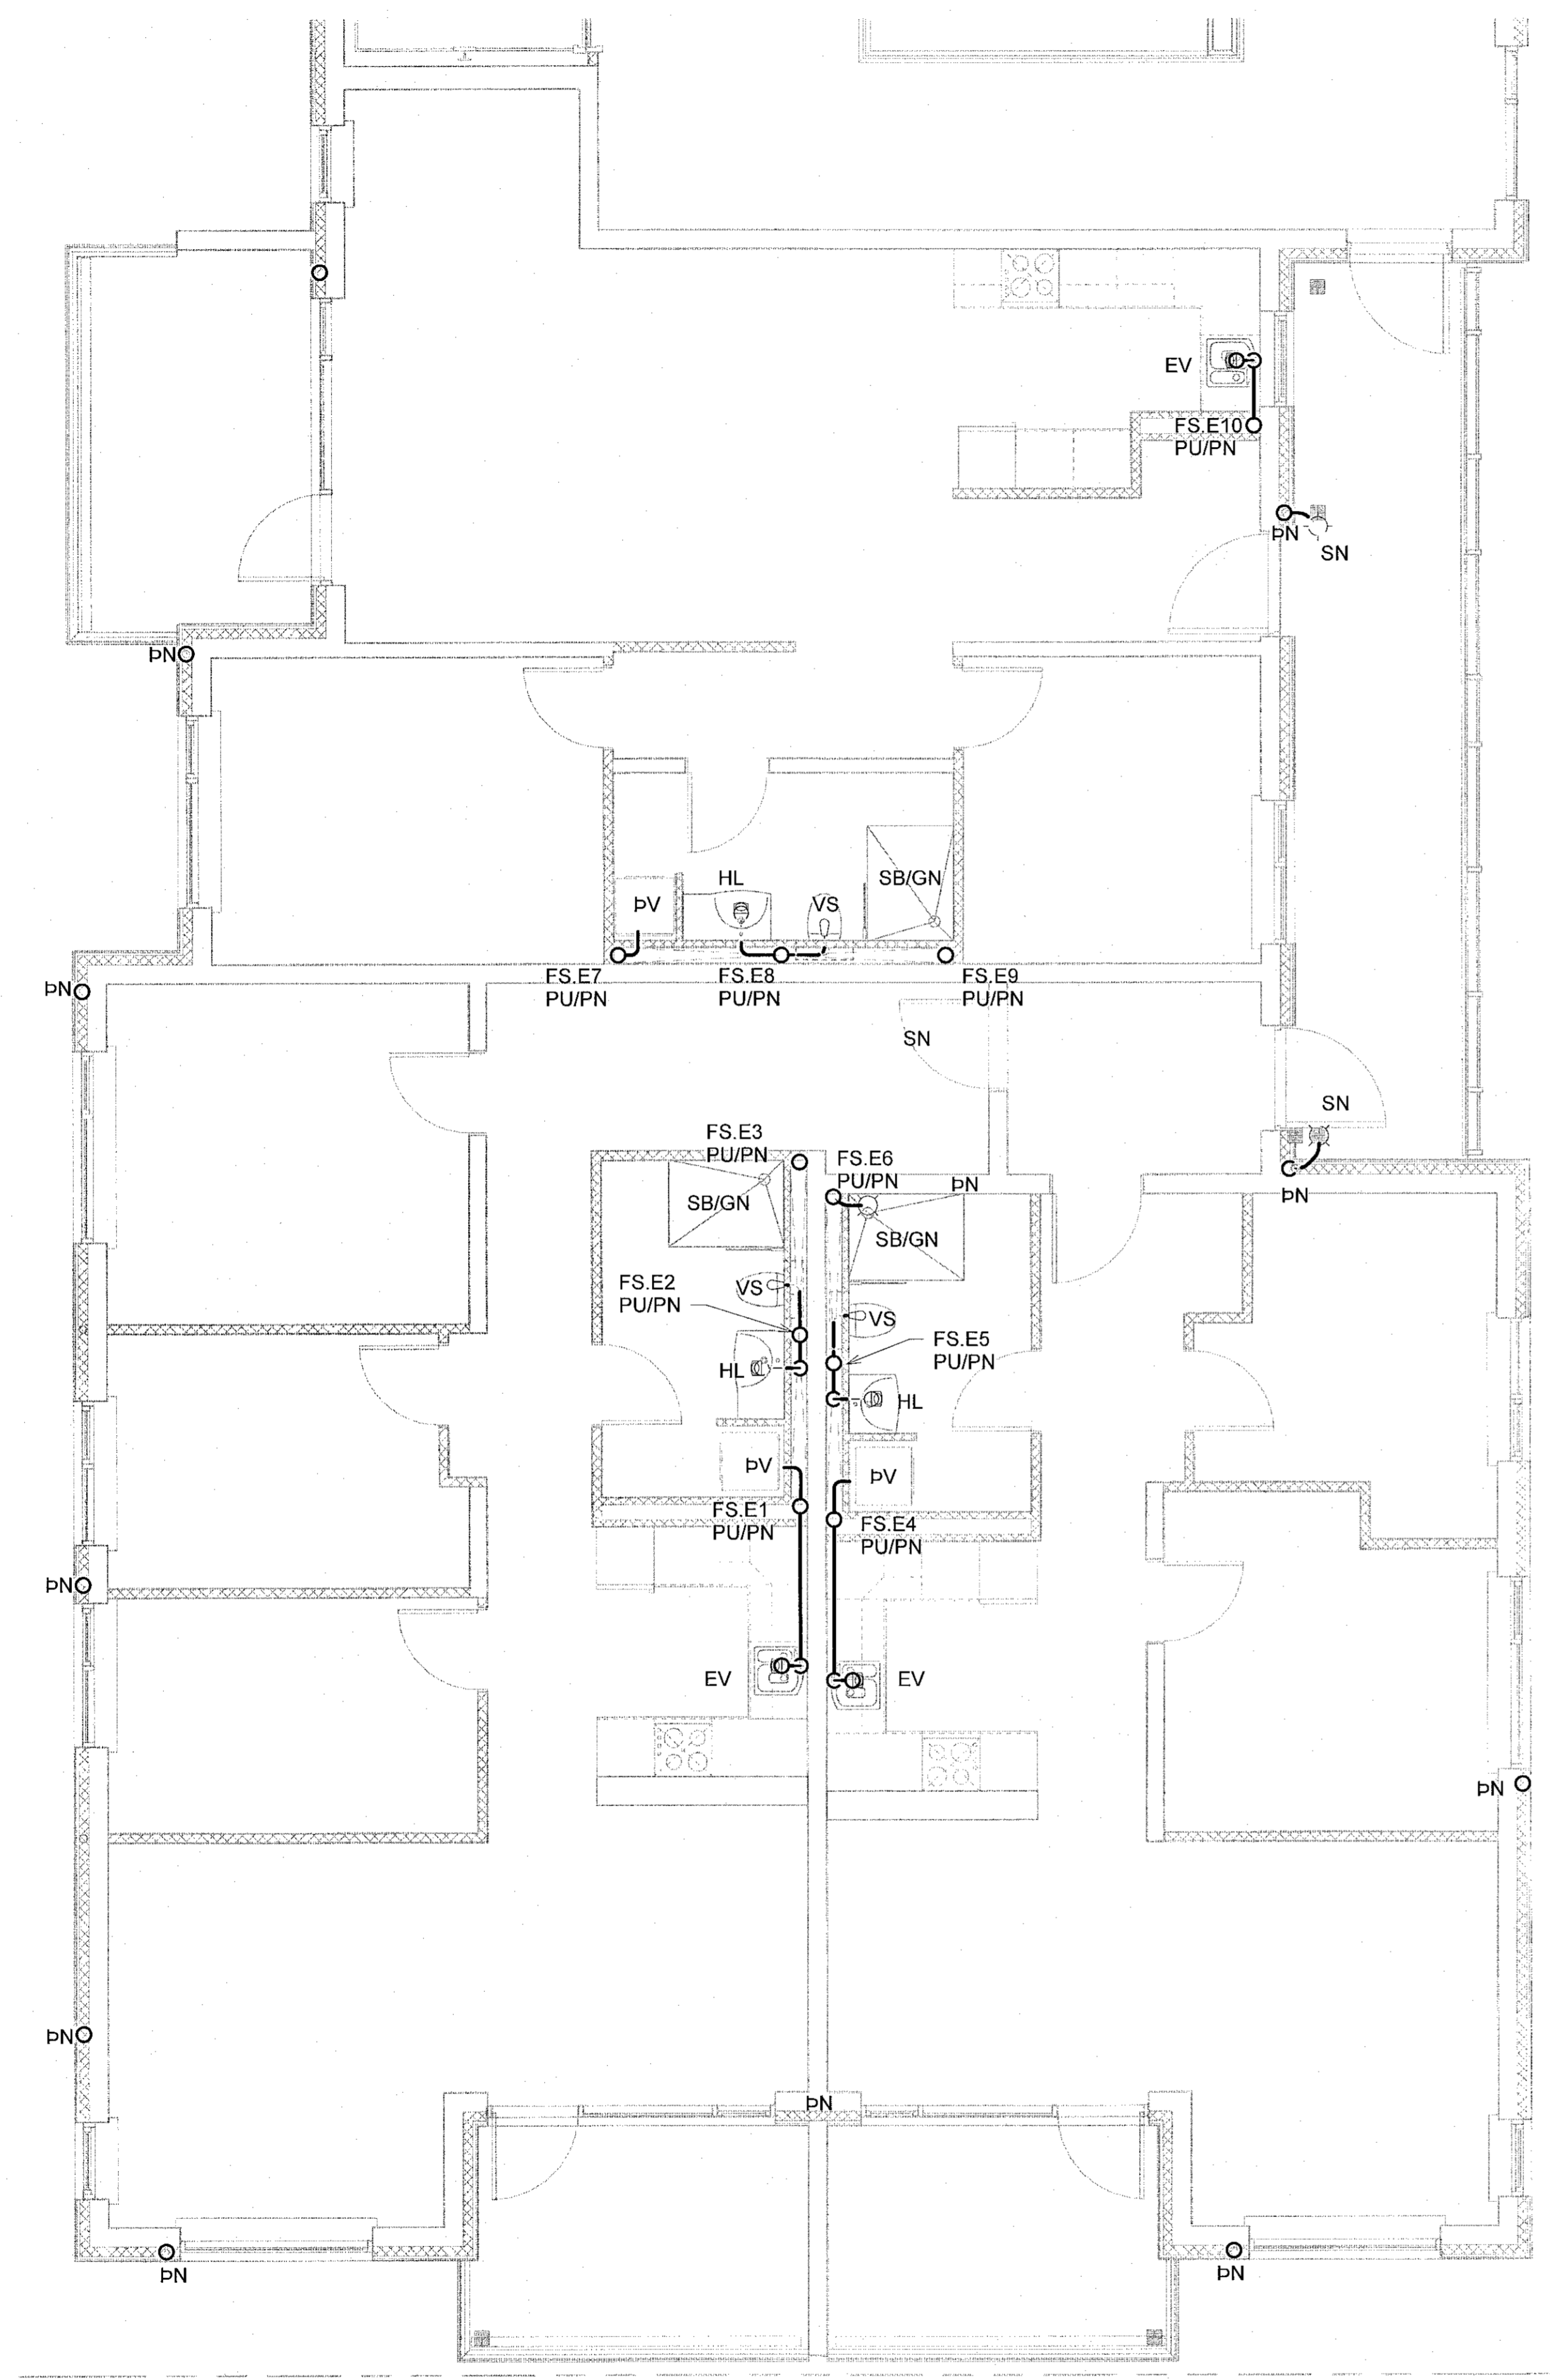 EV
FS.E10
PU/PN
ÞN
SN
ÞN
HL
SB/GN
ÞV
VS
FS.E7
PU/PN
FS.E8
PU/PN
FS.E9
PU/PN
ÞN
SN
SN
FS.E3
PU/PN
FS.E6
PU/PN
ÞN
ÞN
SB/GN
SB/GN
FS.E2
PU/PN
VS
VS
FS.E5
PU/PN
HL
HL
ÞV
ÞV
FS.E1
PU/PN
FS.E4
PU/PN
ÞN
EV
EV
ÞN
ÞN
ÞN
ÞN
ÞN